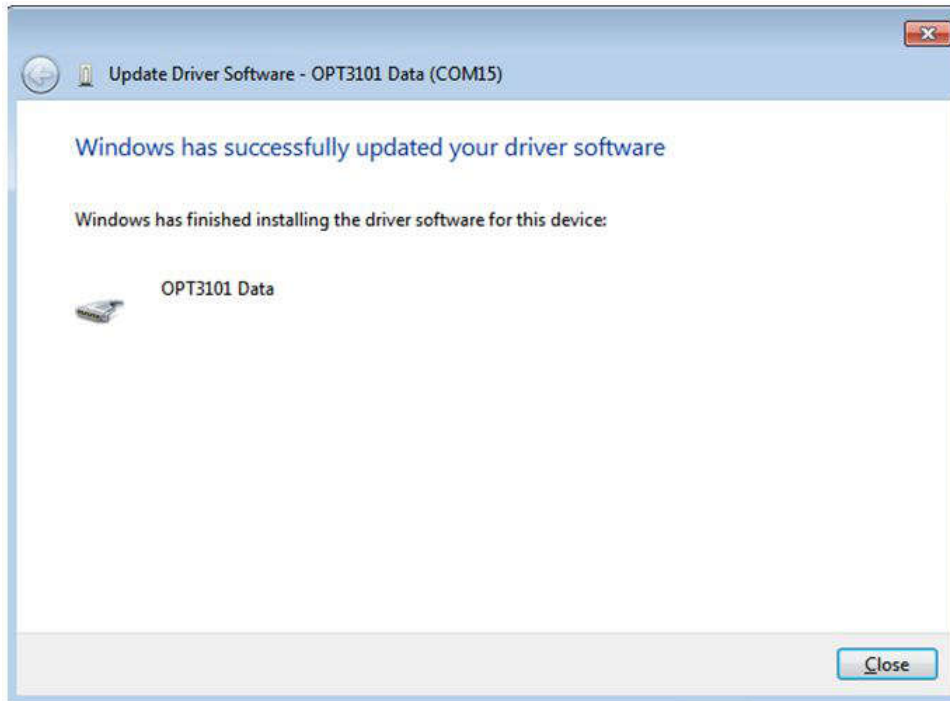 Update Driver Software - OPT3101 Data (COM15)
Windows has successfully updated your driver software
Windows has finished installing the driver software for this device:
OPT3101 Data
Close